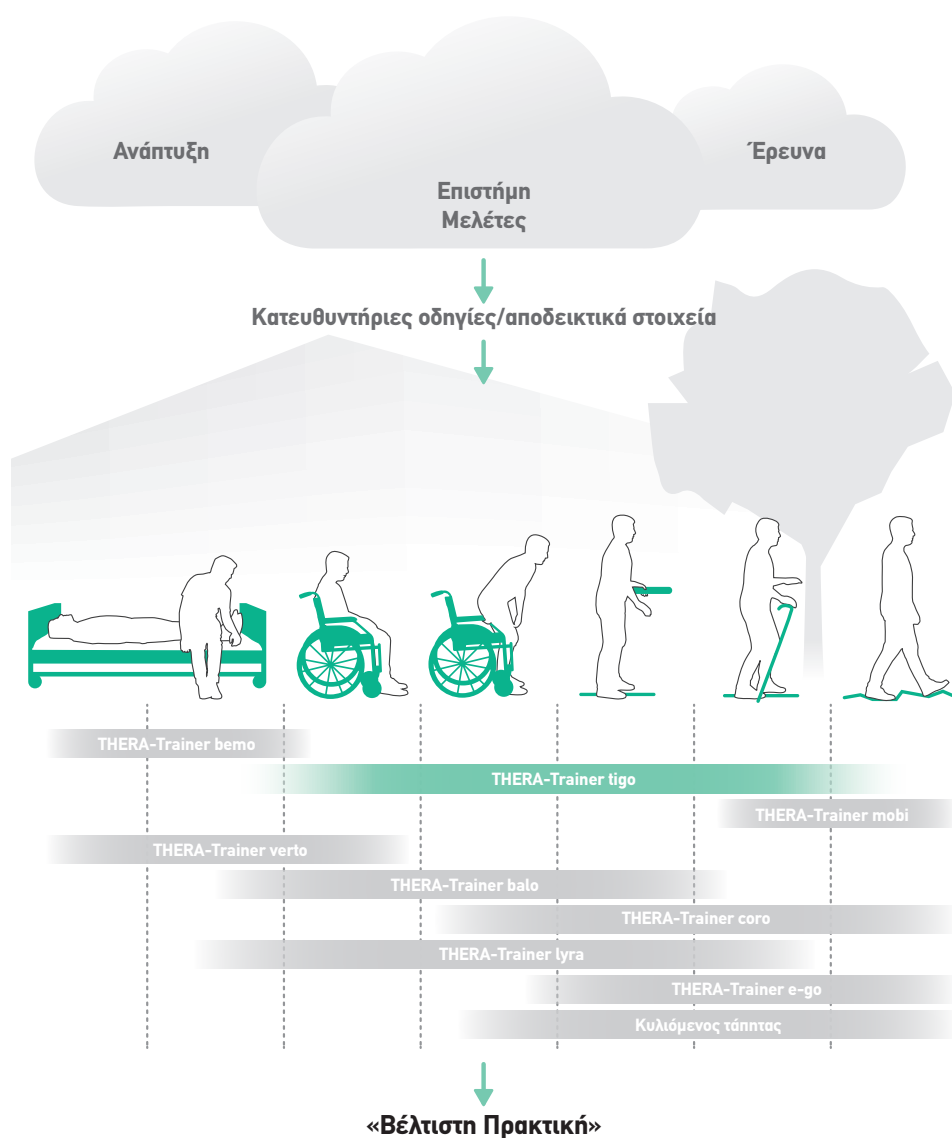 Ανάπτυξη
Έρευνα
Επιστήμη
Μελέτες
Κατευθυντήριες οδηγίες/αποδεικτικά στοιχεία
THERA-Trainer bemo
THERA-Trainer tigo
THERA-Trainer mobi
THERA-Trainer verto
THERA-Trainer balo
THERA-Trainer coro
THERA-Trainer lyra
THERA-Trainer e-go
Κυλιόμενος τάπητας
«Βέλτιστη Πρακτική»